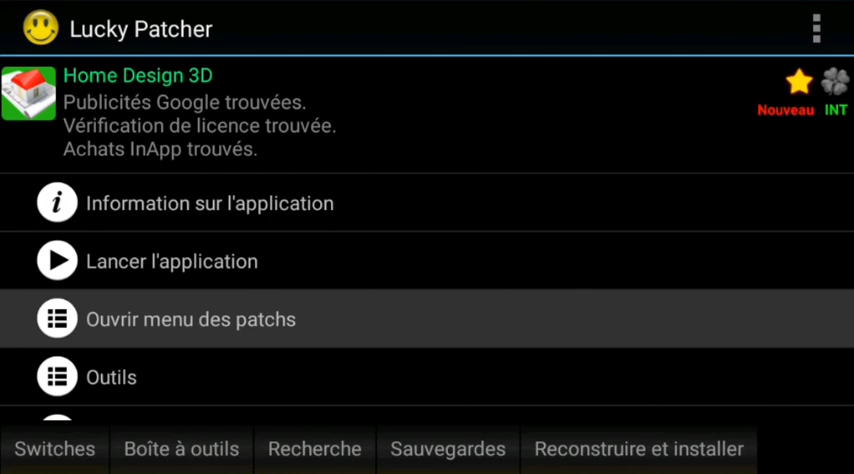 Lucky Patcher
Home Design 3D
Publicités Google trouvées.
Vérification de licence trouvée.
Achats InApp trouvés.
Nouveau INT
Information sur l'application
Lancer l'application
Ouvrir menu des patchs
Outils
Switches Boîte à outils Recherche Sauvegardes Reconstruire et installer